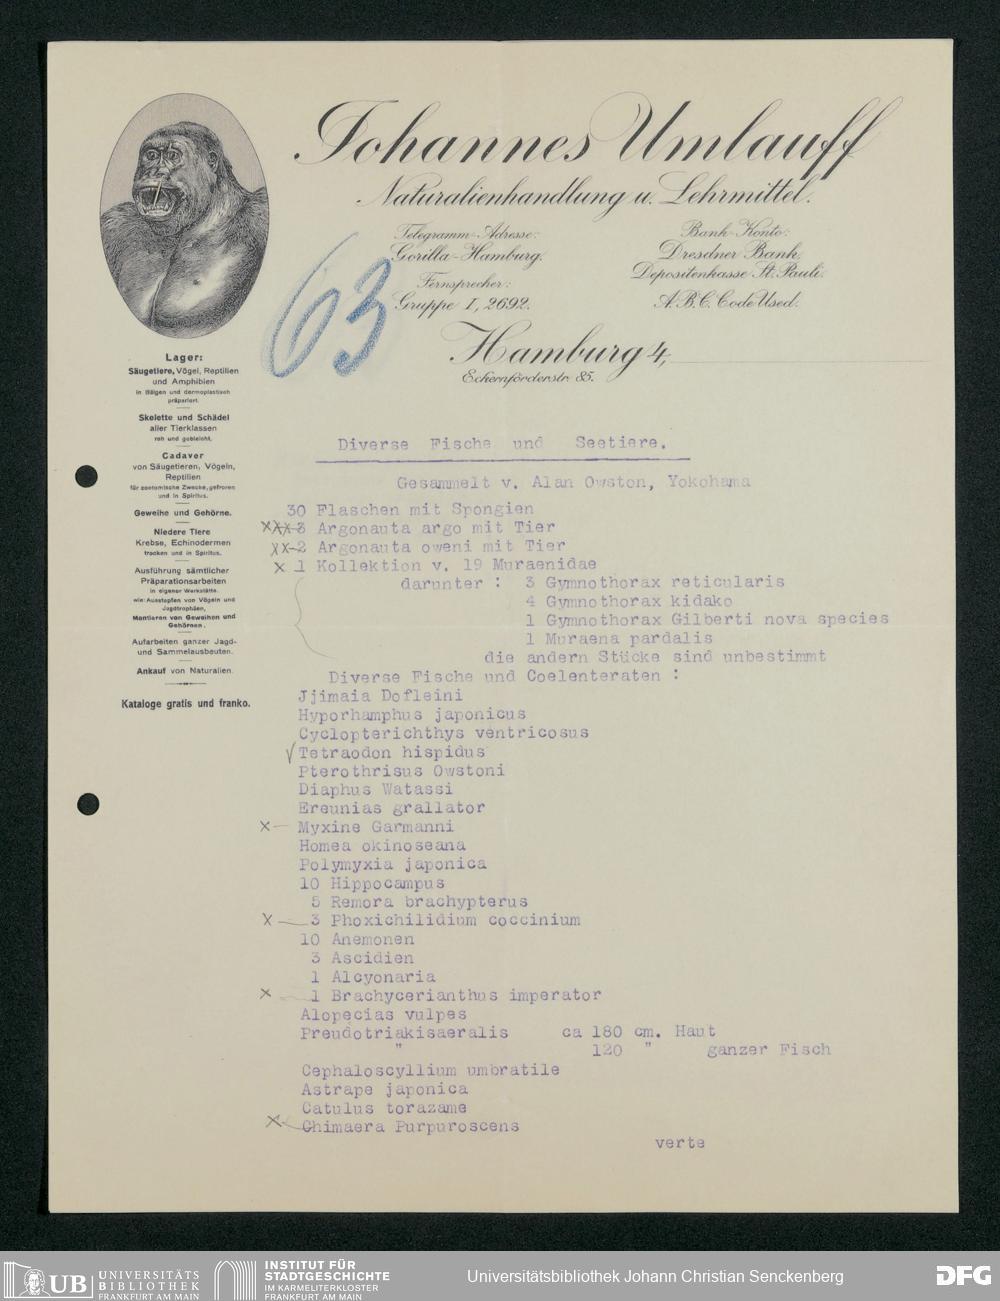 Johannes Umlauff
Naturalienhandlung u. Lehrmittel.
Telegramm-Adresse:
Gorilla-Hamburg.
Fernsprecher:
Gruppe I, 2692.
Bank-Konto:
Dresdner Bank.
Depositenkasse St. Pauli.
A.B.C. Code Used.
63
Hamburg 4,
Eckernförderstr. 85.
Lager:
Säugetiere, Vögel, Reptilien
und Amphibien
in Bälgen und dermoplastisch
präpariert.
Skelette und Schädel
aller Tierklassen
roh und gebleicht.
Cadaver
von Säugetieren, Vögeln,
Reptilien
für zootomische Zwecke, gefroren
und in Spiritus.
Geweihe und Gehörne.
Niedere Tiere
Krebse, Echinodermen
trocken und in Spiritus.
Ausführung sämtlicher
Präparationsarbeiten
in eigener Werkstätte.
wie: Ausstopfen von Vögeln und
Jagdtrophäen,
Montieren von Geweihen und
Gehörnen.
Aufarbeiten ganzer Jagd-
und Sammelausbeuten.
Ankauf von Naturalien.
Kataloge gratis und franko.
Diverse Fische und Seetiere.
Gesammelt v. Alan Owston, Yokohama
30 Flaschen mit Spongien
3 Argonauta argo mit Tier
xx-2 Argonauta oweni mit Tier
x 1 Kollektion v. 19 Muraenidae
darunter : 3 Gymnothorax reticularis
4 Gymnothorax kidako
1 Gymnothorax Gilberti nova species
1 Muraena pardalis
die andern Stücke sind unbestimmt
Diverse Fische und Coelenteraten :
Jjimaia Dofleini
Hyporhamphus japonicus
Cyclopterichthys ventricosus
√ Tetraodon hispidus
Pterothrisus Owstoni
Diaphus Watassi
Ereunias grallator
x- Myxine Garmanni
Homea okinoseana
Polymyxia japonica
10 Hippocampus
5 Remora brachypterus
x- 3 Phoxichilidium coccinium
10 Anemonen
3 Ascidien
1 Alcyonaria
x - 1 Brachycerianthus imperator
Alopecias vulpes
Preudotriakisaeralis ca 180 cm. Haut
" 120 " ganzer Fisch
Cephaloscyllium umbratile
Astrape japonica
Catulus torazame
x- Chimaera Purpuroscens
verte
UB UNIVERSITÄTS
BIBLIOTHEK
FRANKFURT AM MAIN
INSTITUT FÜR
STADTGESCHICHTE
IM KARMELITERKLOSTER
FRANKFURT AM MAIN
Universitätsbibliothek Johann Christian Senckenberg
DFG